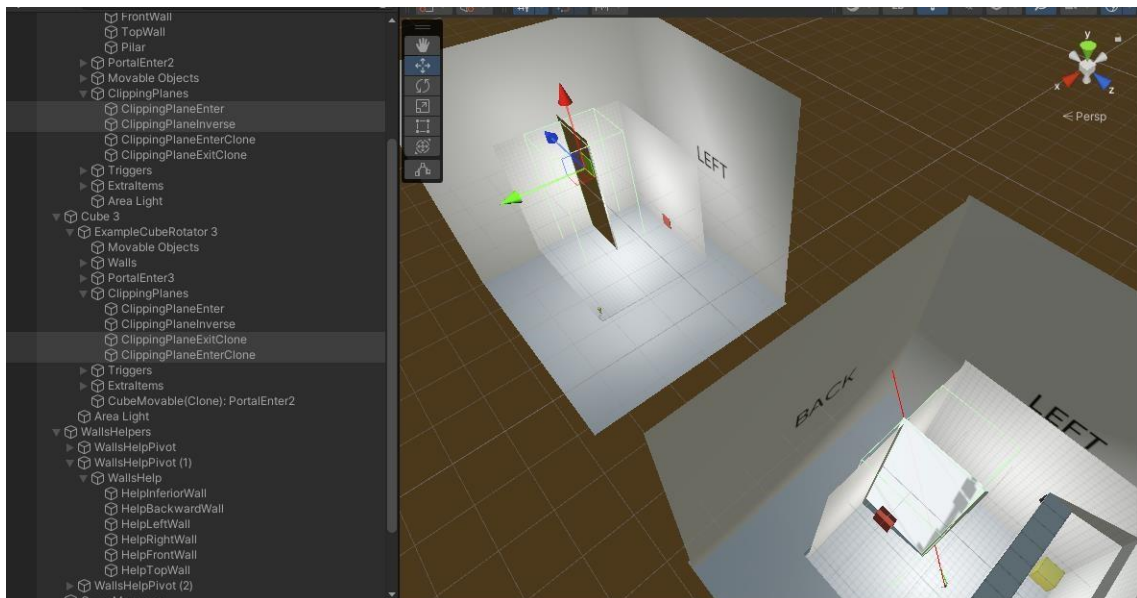 FrontWall
TopWall
Pilar
PortalEnter2
Movable Objects
ClippingPlanes
ClippingPlaneEnter
ClippingPlaneInverse
ClippingPlaneEnterClone
ClippingPlaneExitClone
Triggers
ExtraItems
Area Light
Cube 3
ExampleCubeRotator 3
Movable Objects
Walls
PortalEnter3
ClippingPlanes
ClippingPlaneEnter
ClippingPlaneInverse
ClippingPlaneExitClone
ClippingPlaneEnterClone
Triggers
ExtraItems
CubeMovable(Clone): PortalEnter2
Area Light
WallsHelpers
WallsHelpPivot
WallsHelpPivot (1)
WallsHelp
HelpInferiorWall
HelpBackwardWall
HelpLeftWall
HelpRightWall
HelpFrontWall
HelpTopWall
WallsHelpPivot (2)
y
x
z
<Persp
LEFT
BACK
LEFT